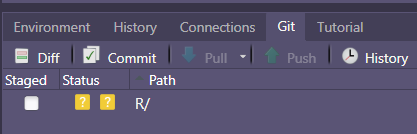 Environment History Connections Git Tutorial
Diff Commit Pull Push History
Staged Status Path
? ? R/